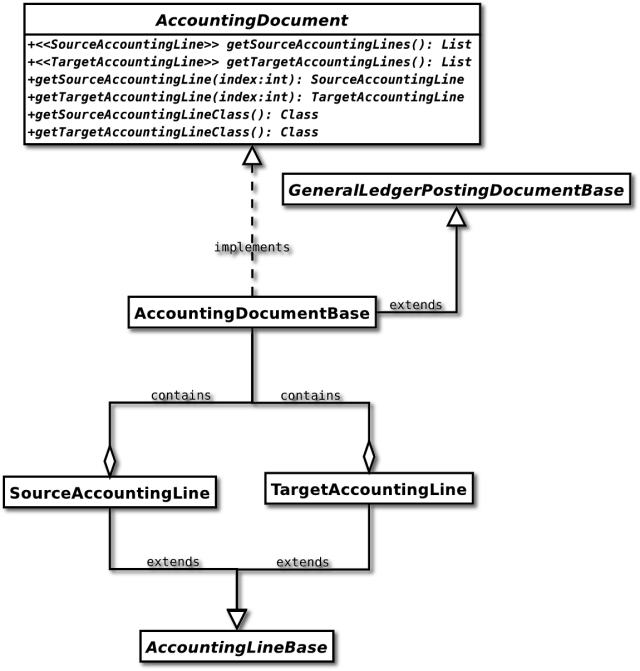 AccountingDocument
+<<SourceAccountingLine>> getSourceAccountingLines(): List
+<<TargetAccountingLine>> getTargetAccountingLines(): List
+getSourceAccountingLine(index:int): SourceAccountingLine
+getTargetAccountingLine(index:int): TargetAccountingLine
+getSourceAccountingLineClass(): Class
+getTargetAccountingLineClass(): Class
GeneralLedgerPostingDocumentBase
implements
extends
AccountingDocumentBase
contains
contains
SourceAccountingLine
TargetAccountingLine
extends
extends
AccountingLineBase